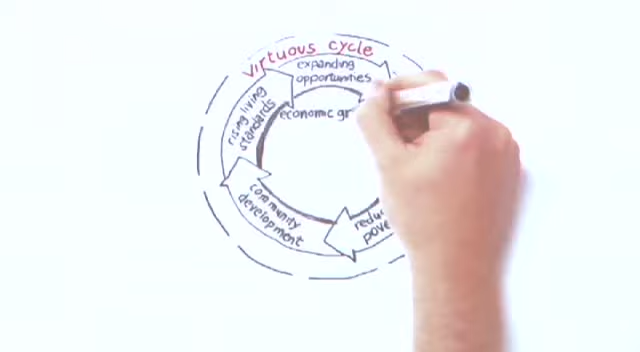 virtuous cycle
expanding
opportunities
economic gr
rising living
standards
community
development
redu
pove